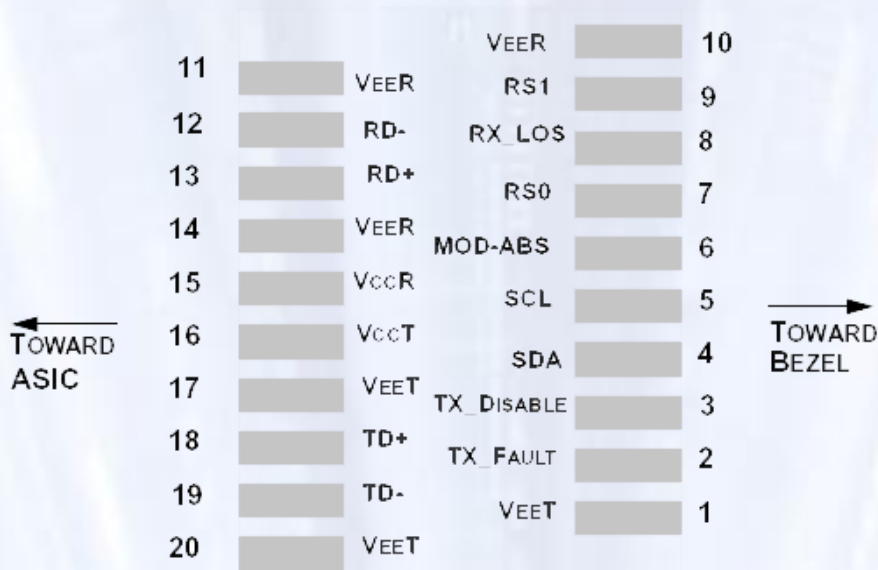 11 VEER
12 RD-
13 RD+
14 VEER
15 VCCR
16 VCCT
17 VEET
18 TD+
19 TD-
20 VEET
TOWARD
ASIC
VEER 10
RS1 9
RX_LOS 8
RS0 7
MOD-ABS 6
SCL 5
SDA 4
TX_DISABLE 3
TX_FAULT 2
VEET 1
TOWARD
BEZEL